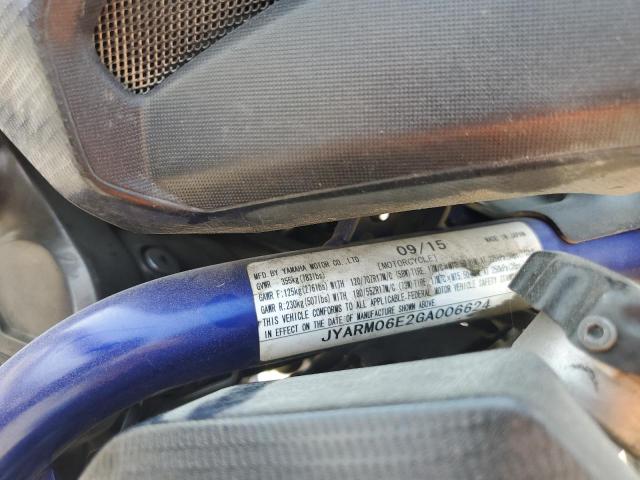 MFD BY YAMAHA MOTOR CO.,LTD. 09/15 MADE IN JAPAN
GVWR 355kg(783lbs) (MOTORCYCLE)
GAWR F:125kg(276lbs) WITH 120/70ZR17M/C (58W) TIRE,
GAWR R:230kg(507lbs) WITH 180/55ZR17M/C (73W) TIRE,
THIS VEHICLE CONFORMS TO ALL APPLICABLE FEDERAL MOTOR VEHICLE SAFETY
IN EFFECT ON THE DATE OF MANUFACTURE SHOWN ABOVE
JYARM06E2GA006624